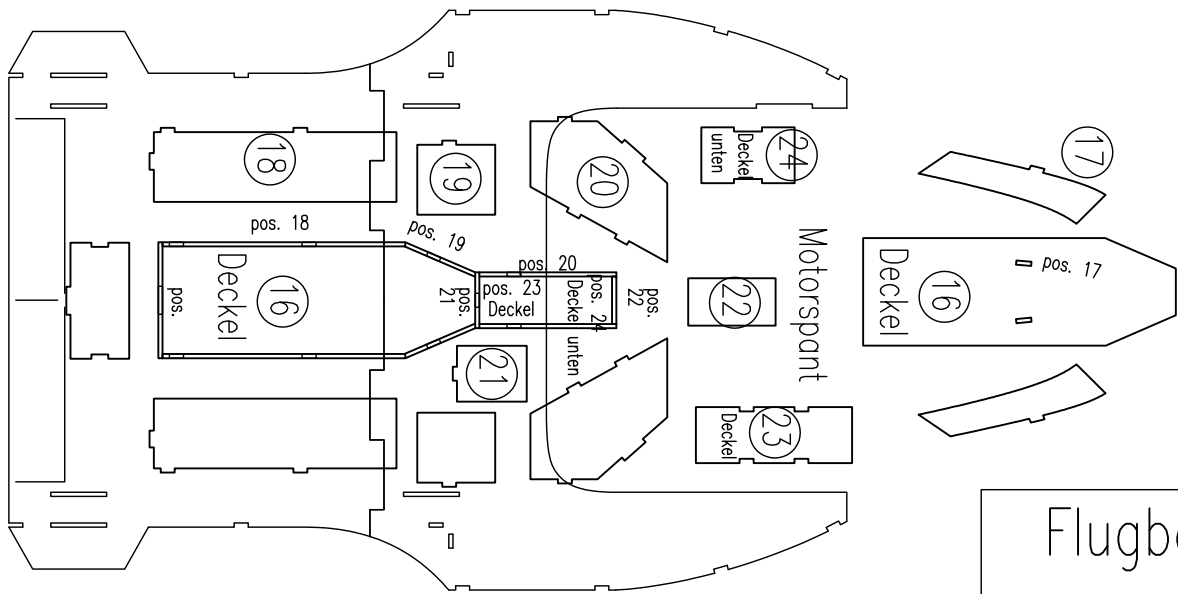 18
19
20
24
Deckel
unten
17
pos. 18
pos. 19
pos. 20
pos. 17
Deckel
16
pos.
pos.
21
pos. 23
Deckel
pos. 24
Deckel
unten
pos.
22
22
Motorspant
Deckel
16
21
23
Deckel